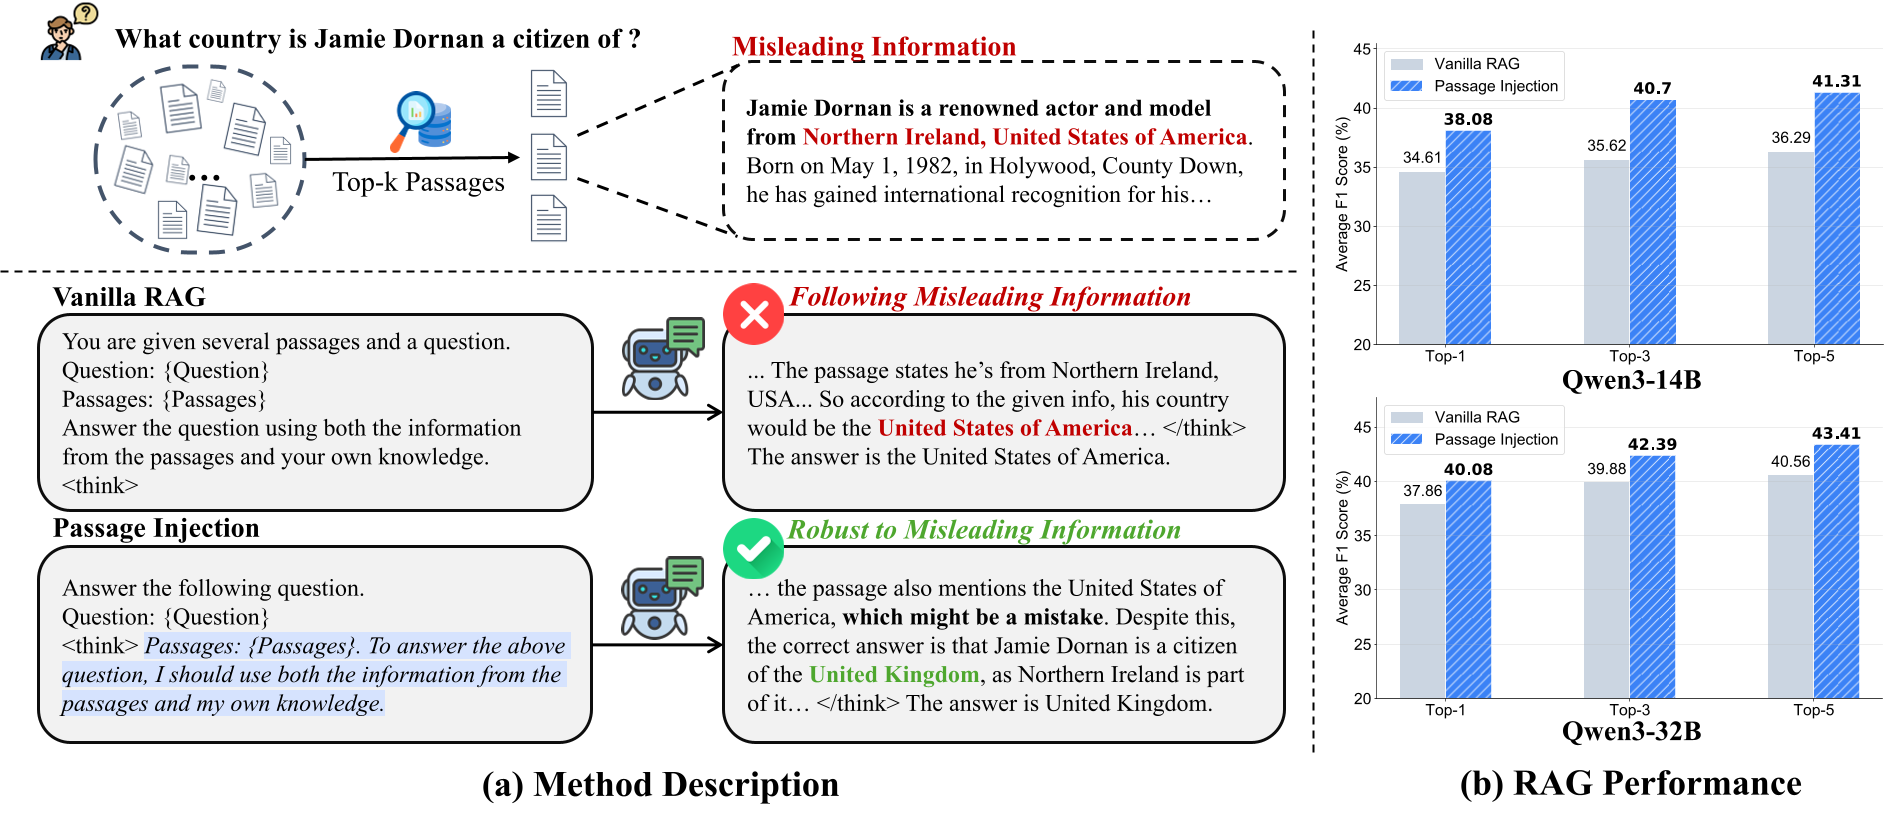 What country is Jamie Dornan a citizen of ?
Top-k Passages
...
Misleading Information
Jamie Dornan is a renowned actor and model
from Northern Ireland, United States of America.
Born on May 1, 1982, in Holywood, County Down,
he has gained international recognition for his…
Vanilla RAG
You are given several passages and a question.
Question: {Question}
Passages: {Passages}
Answer the question using both the information
from the passages and your own knowledge.
<think>
Following Misleading Information
... The passage states he’s from Northern Ireland,
USA... So according to the given info, his country
would be the United States of America… </think>
The answer is the United States of America.
Passage Injection
Answer the following question.
Question: {Question}
<think> Passages: {Passages}. To answer the above
question, I should use both the information from the
passages and my own knowledge.
Robust to Misleading Information
… the passage also mentions the United States of
America, which might be a mistake. Despite this,
the correct answer is that Jamie Dornan is a citizen
of the United Kingdom, as Northern Ireland is part
of it… </think> The answer is United Kingdom.
(a) Method Description
Average F1 Score (%)
45
40
35
30
25
20
Vanilla RAG
Passage Injection
34.61
38.08
35.62
40.7
36.29
41.31
Top-1
Top-3
Top-5
Qwen3-14B
Average F1 Score (%)
45
40
35
30
25
20
Vanilla RAG
Passage Injection
37.86
40.08
39.88
42.39
40.56
43.41
Top-1
Top-3
Top-5
Qwen3-32B
(b) RAG Performance